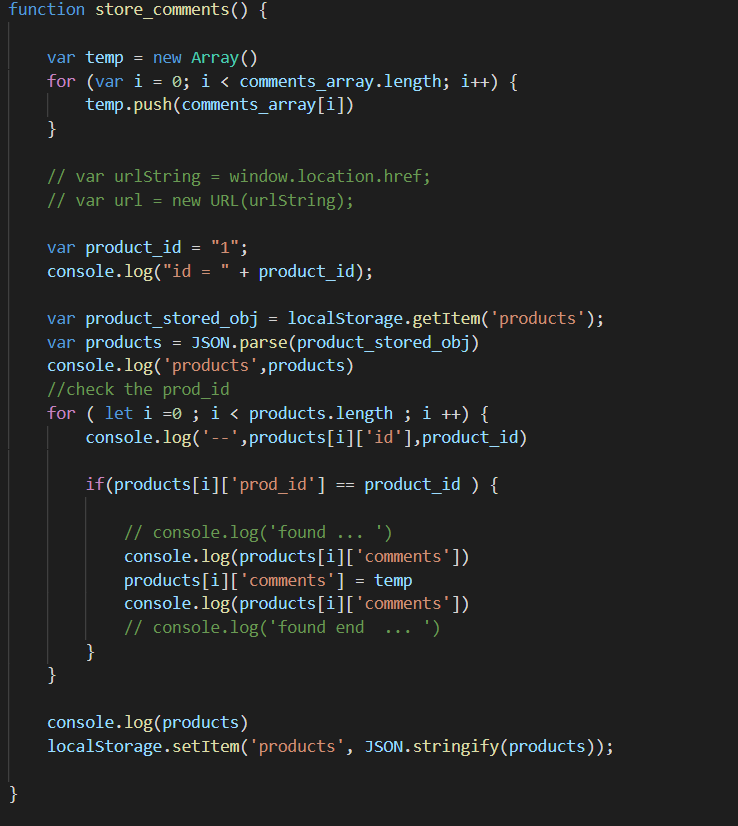 function store_comments() {
var temp = new Array()
for (var i = 0; i < comments_array.length; i++) {
temp.push(comments_array[i])
}
// var urlString = window.location.href;
// var url = new URL(urlString);
var product_id = "1";
console.log("id = " + product_id);
var product_stored_obj = localStorage.getItem('products');
var products = JSON.parse(product_stored_obj)
console.log('products',products)
//check the prod_id
for ( let i =0 ; i < products.length ; i ++) {
console.log('--',products[i]['id'],product_id)
if(products[i]['prod_id'] == product_id ) {
// console.log('found ... ')
console.log(products[i]['comments'])
products[i]['comments'] = temp
console.log(products[i]['comments'])
// console.log('found end  ... ')
}
}
console.log(products)
localStorage.setItem('products', JSON.stringify(products));
}